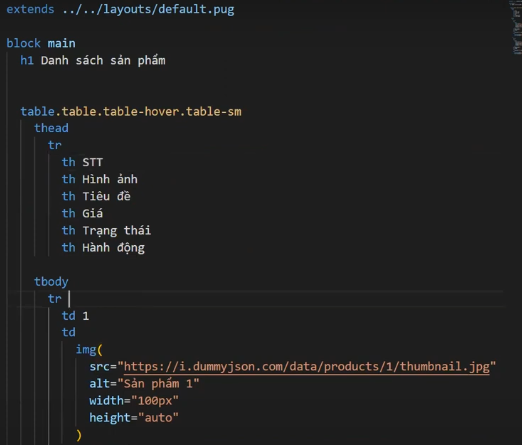 extends ../../layouts/default.pug
block main
h1 Danh sách sản phẩm
table.table.table-hover.table-sm
thead
tr
th STT
th Hình ảnh
th Tiêu đề
th Giá
th Trạng thái
th Hành động
tbody
tr
td 1
td
img(
src="https://i.dummyjson.com/data/products/1/thumbnail.jpg"
alt="Sản phẩm 1"
width="100px"
height="auto"
)